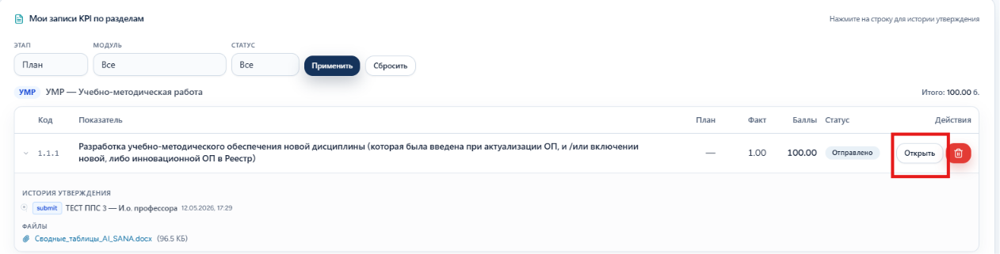 Мои записи KPI по разделам
Нажмите на строку для истории утверждения
ЭТАП МОДУЛЬ СТАТУС
План Все Все Применить Сбросить
УМР УМР — Учебно-методическая работа Итого: 100.00 б.
Код Показатель План Факт Баллы Статус Действия
1.1.1 Разработка учебно-методического обеспечения новой дисциплины (которая была введена при актуализации ОП, и /или включении — 1.00 100.00 Отправлено Открыть
новой, либо инновационной ОП в Реестр)
ИСТОРИЯ УТВЕРЖДЕНИЯ
submit ТЕСТ ППС 3 — И.о. профессора 12.05.2026, 17:29
ФАЙЛЫ
Сводные_таблицы_AI_SANA.docx (96.5 КБ)